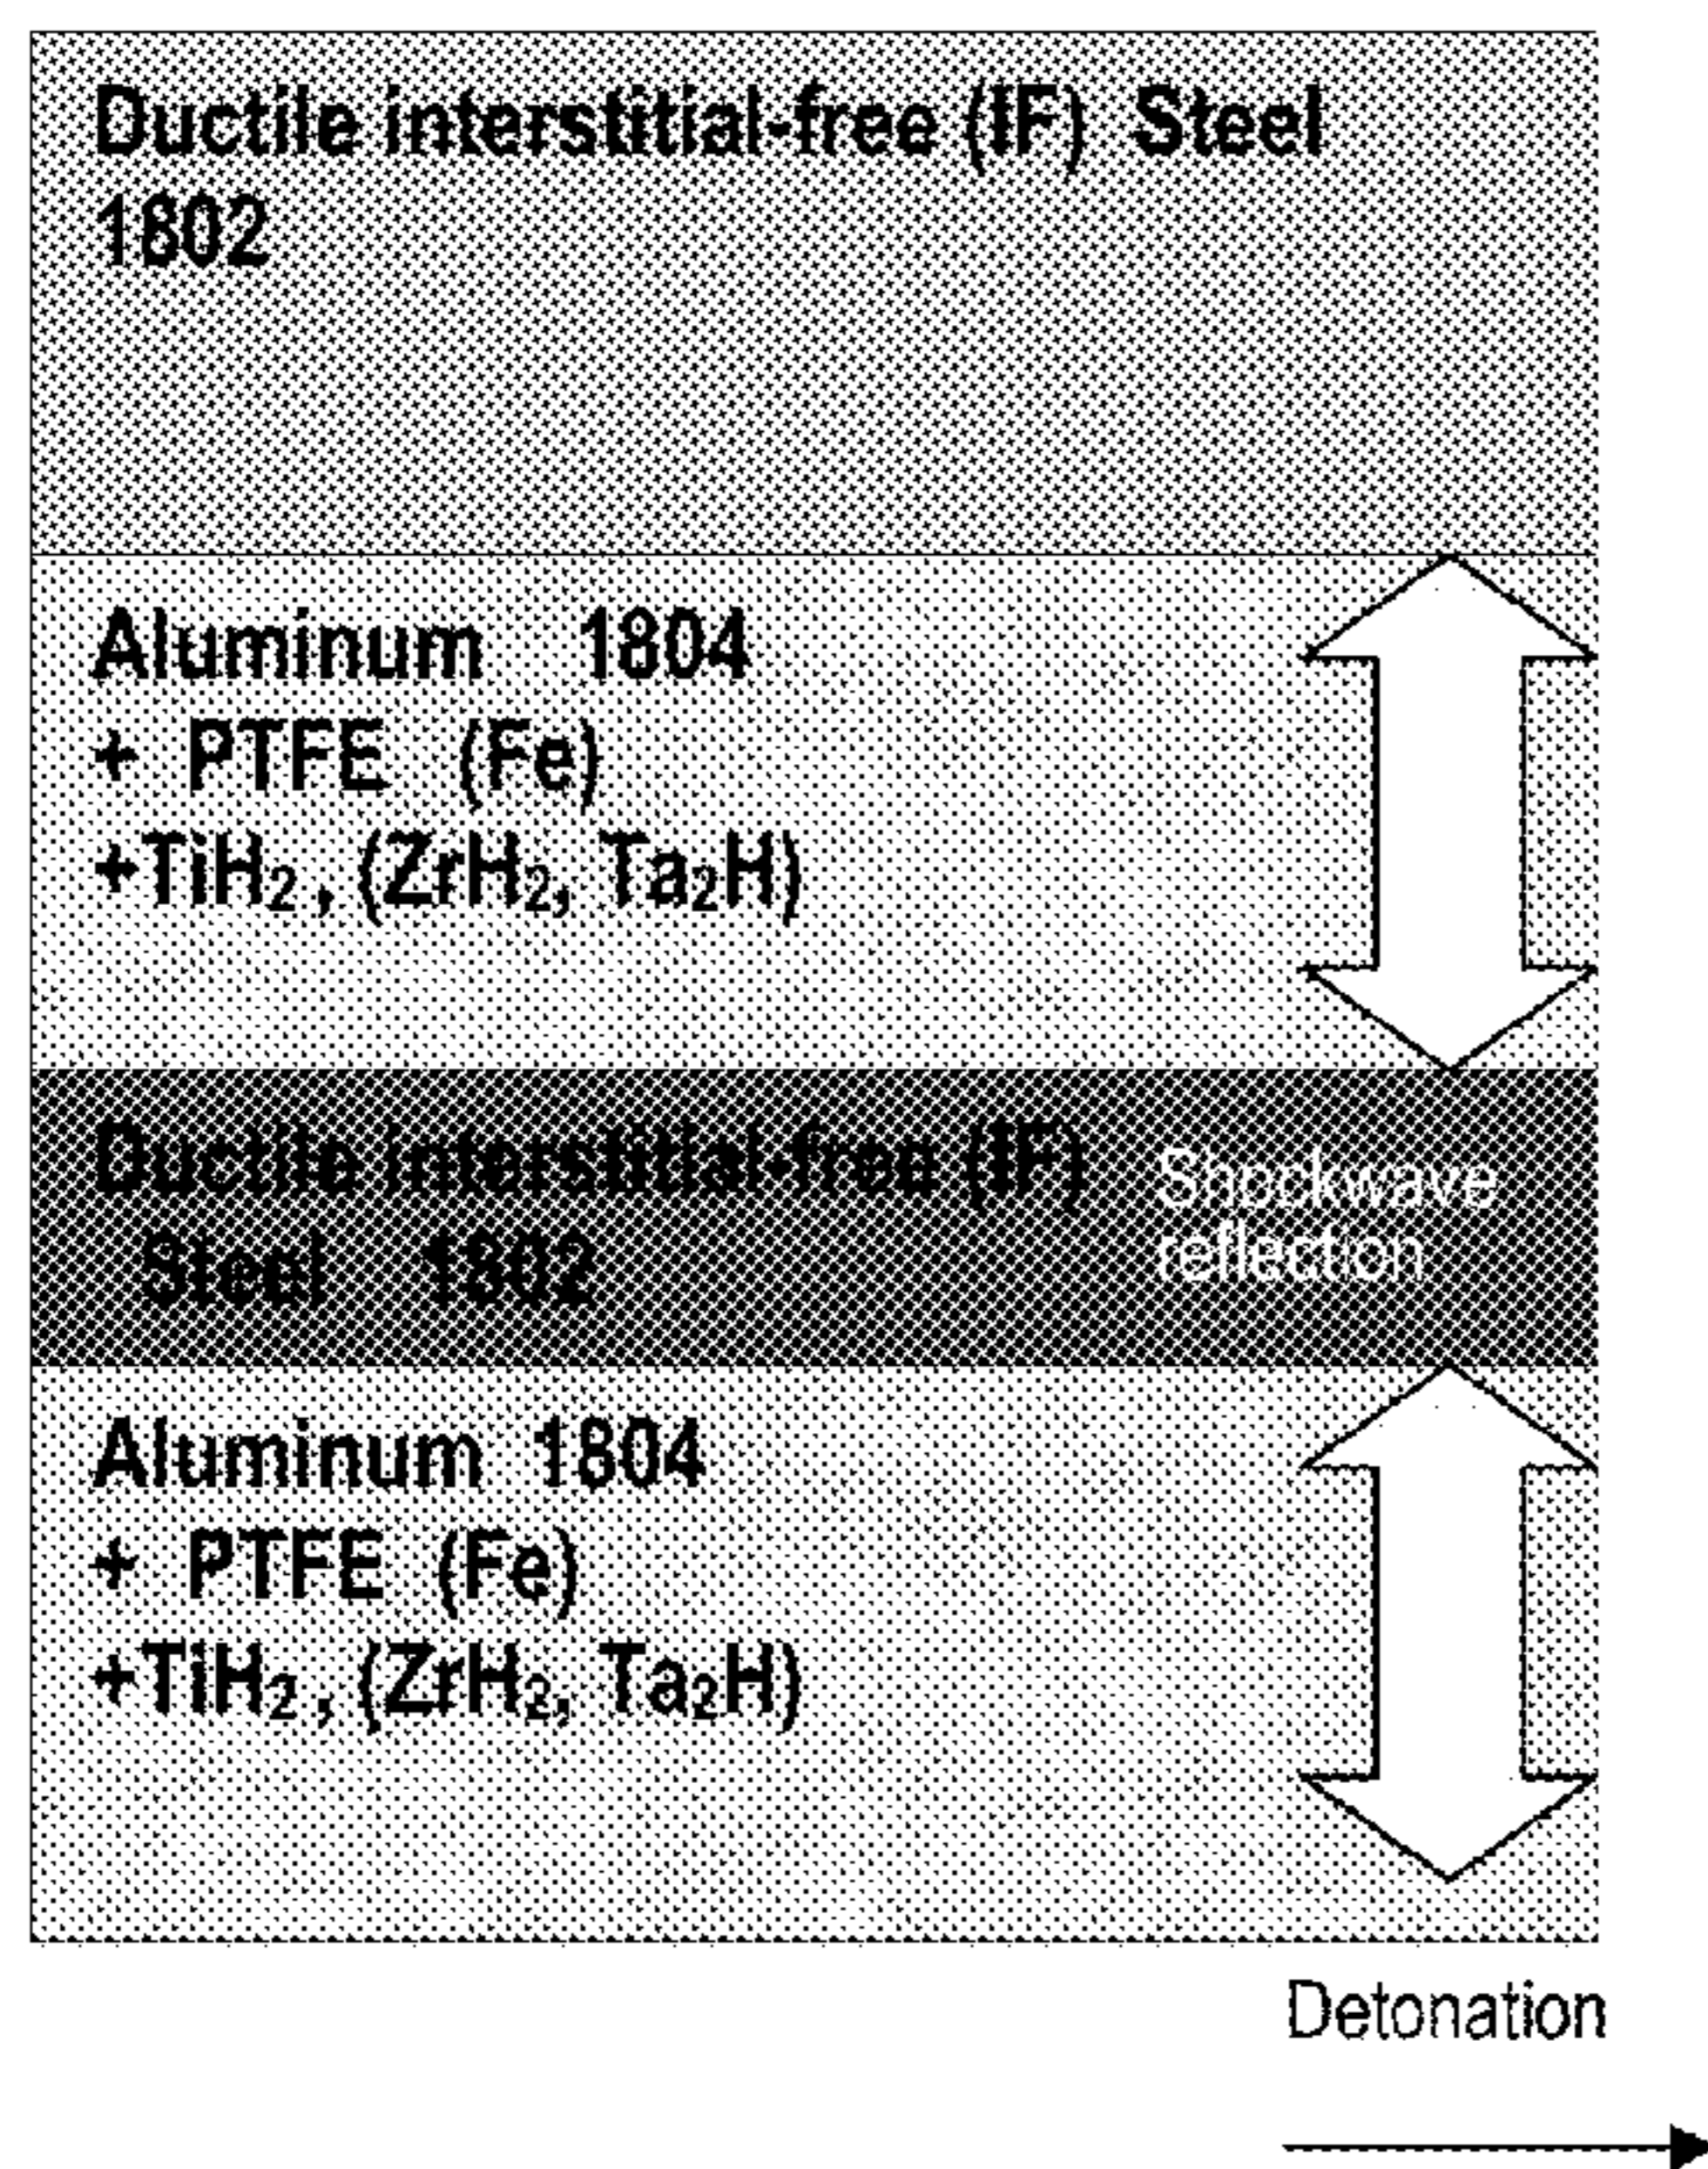 Ductile interstitial-free (IF) Steel
1802
Aluminum 1804
+ PTFE (Fe)
+TiH₂, (ZrH₂, Ta₂H)
Ductile interstitial-free (IF)
Steel 1802
Shockwave
reflection
Aluminum 1804
+ PTFE (Fe)
+TiH₂, (ZrH₂, Ta₂H)
Detonation